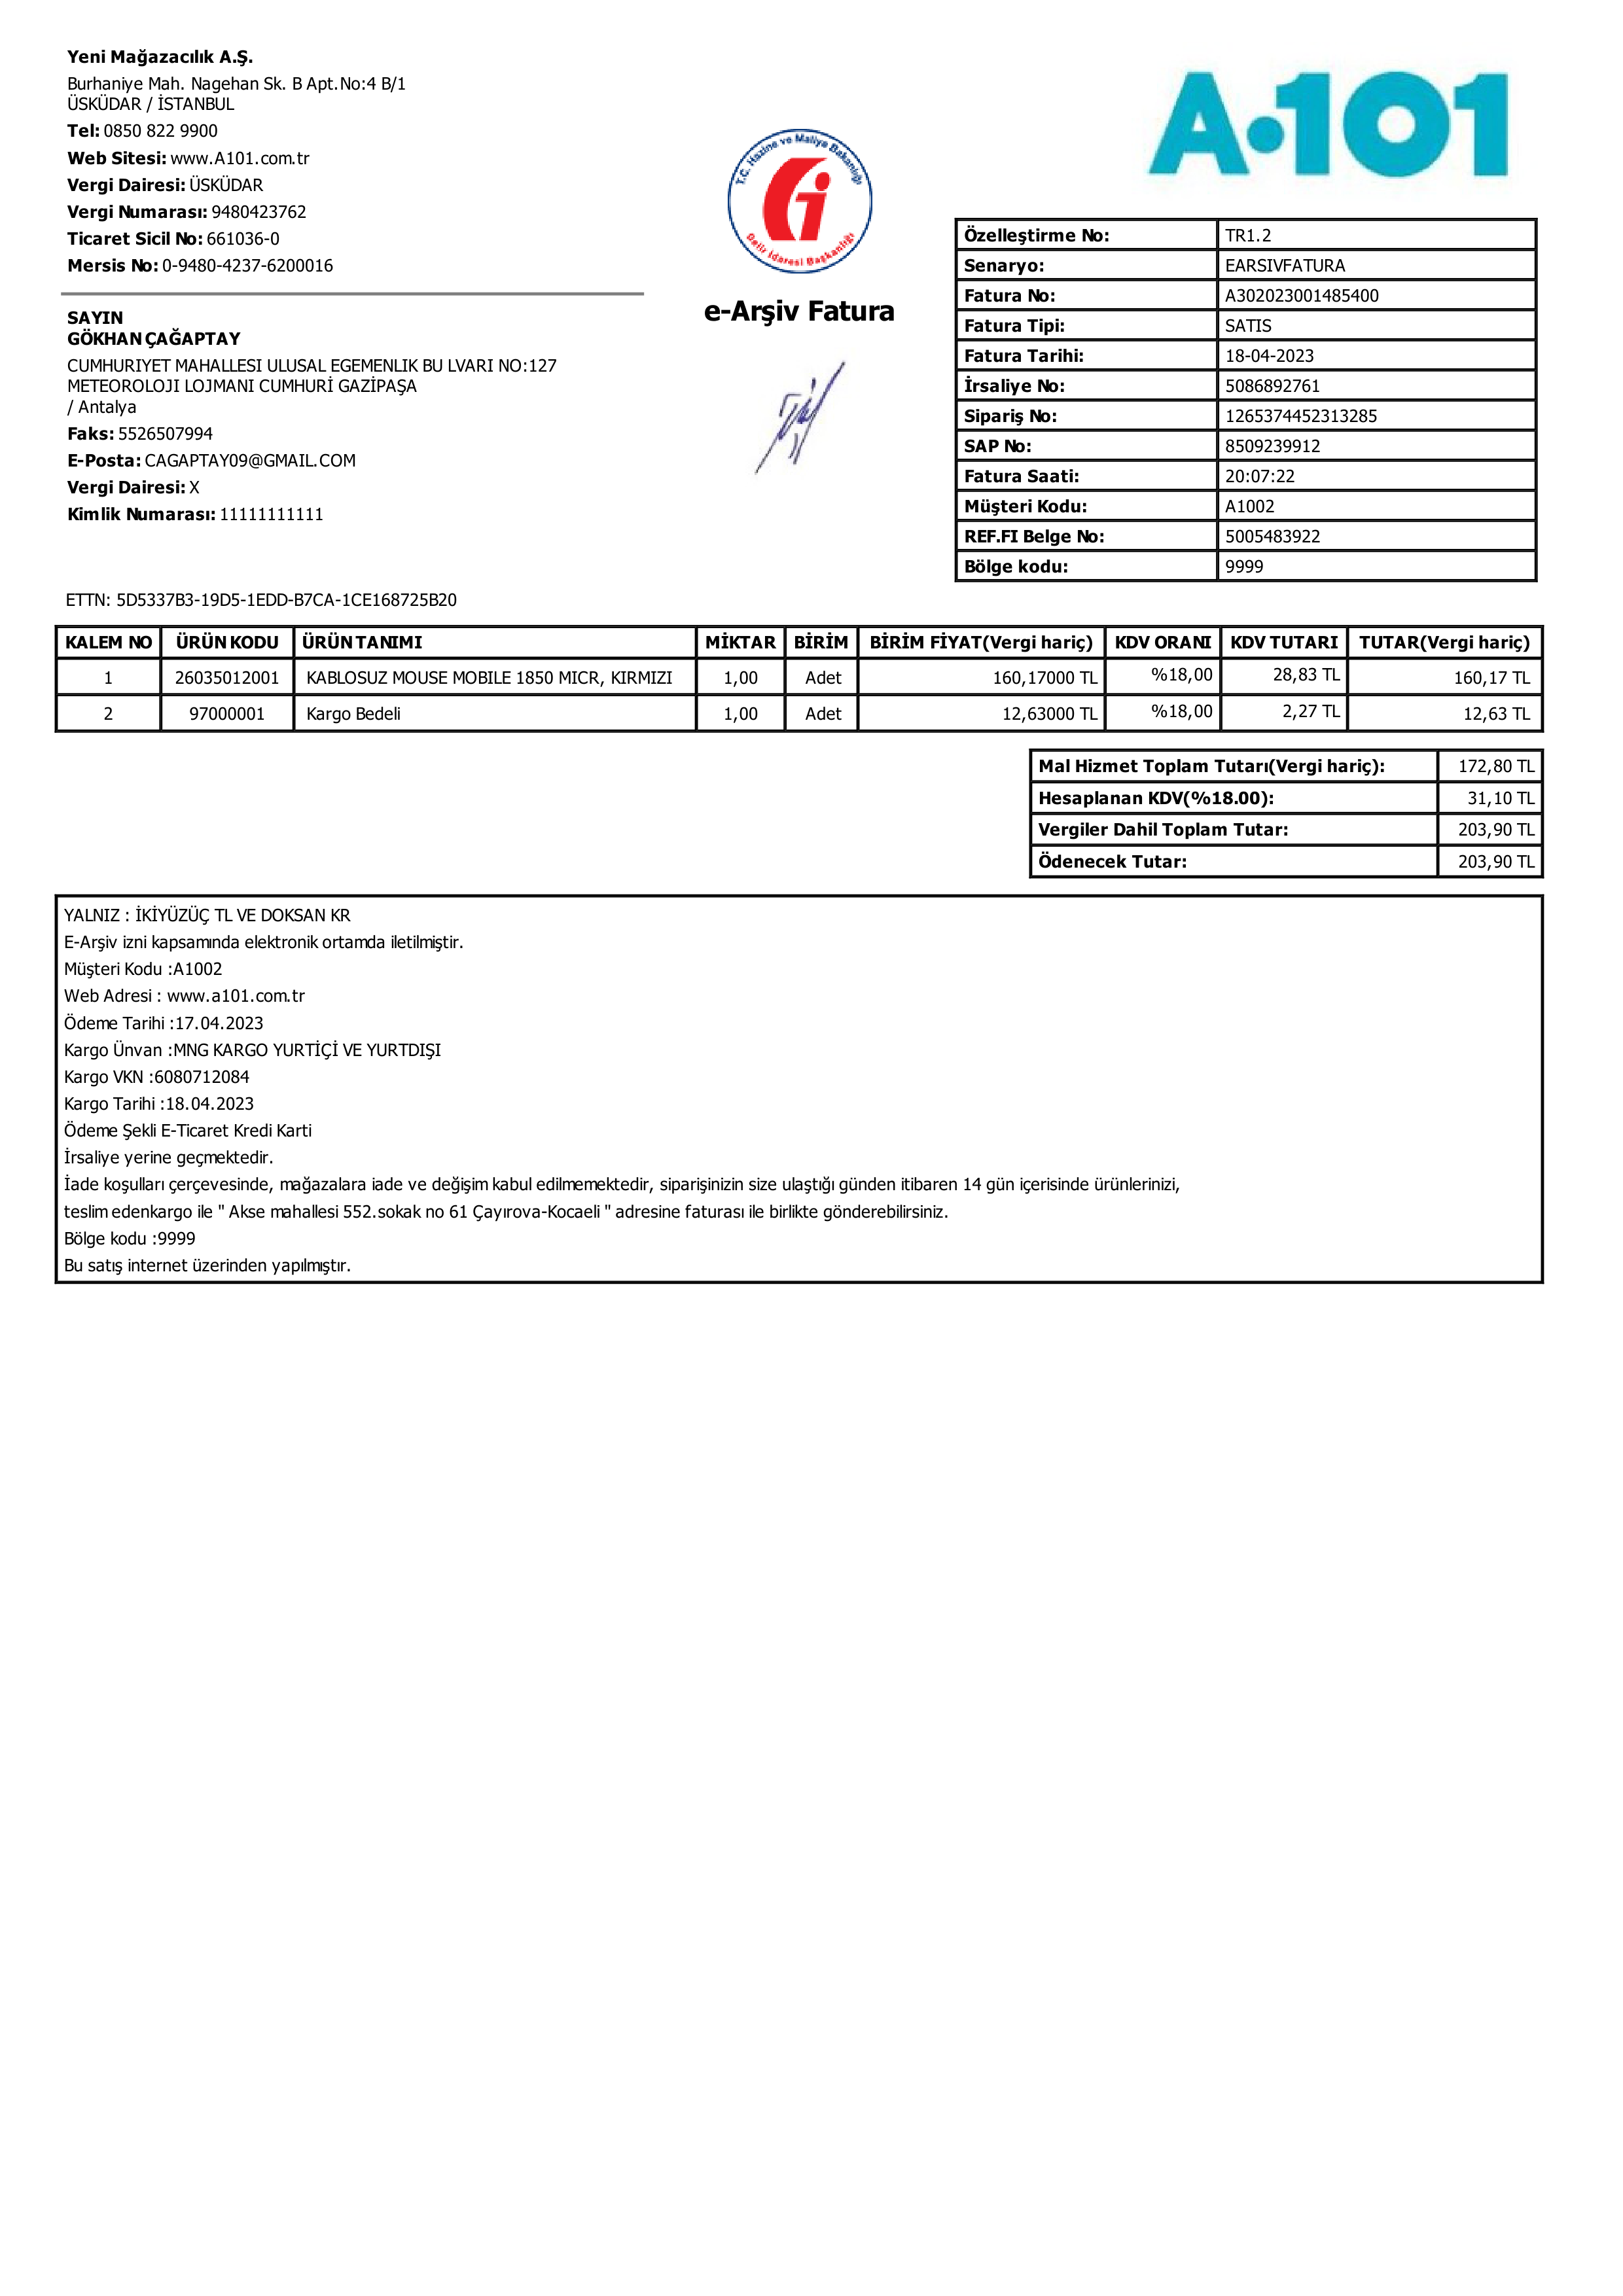 Yeni Mağazacılık A.Ş.
Burhaniye Mah. Nagehan Sk. B Apt.No:4 B/1
ÜSKÜDAR / İSTANBUL
Tel: 0850 822 9900
Web Sitesi: www.A101.com.tr
Vergi Dairesi: ÜSKÜDAR
Vergi Numarası: 9480423762
Ticaret Sicil No: 661036-0
Mersis No: 0-9480-4237-6200016
SAYIN
GÖKHAN ÇAĞAPTAY
CUMHURIYET MAHALLESI ULUSAL EGEMENLIK BU LVARI NO:127
METEOROLOJI LOJMANI CUMHURİ GAZİPAŞA
/ Antalya
Faks: 5526507994
E-Posta: CAGAPTAY09@GMAIL.COM
Vergi Dairesi: X
Kimlik Numarası: 11111111111
T.C. Hazine ve Maliye Bakanlığı
Gelir İdaresi Başkanlığı
e-Arşiv Fatura
A101
Özelleştirme No: TR1.2
Senaryo: EARSIVFATURA
Fatura No: A302023001485400
Fatura Tipi: SATIS
Fatura Tarihi: 18-04-2023
İrsaliye No: 5086892761
Sipariş No: 1265374452313285
SAP No: 8509239912
Fatura Saati: 20:07:22
Müşteri Kodu: A1002
REF.FI Belge No: 5005483922
Bölge kodu: 9999
ETTN: 5D5337B3-19D5-1EDD-B7CA-1CE168725B20
KALEM NO ÜRÜN KODU ÜRÜN TANIMI MİKTAR BİRİM BİRİM FİYAT(Vergi hariç) KDV ORANI KDV TUTARI TUTAR(Vergi hariç)
1 26035012001 KABLOSUZ MOUSE MOBILE 1850 MICR, KIRMIZI 1,00 Adet 160,17000 TL %18,00 28,83 TL 160,17 TL
2 97000001 Kargo Bedeli 1,00 Adet 12,63000 TL %18,00 2,27 TL 12,63 TL
Mal Hizmet Toplam Tutarı(Vergi hariç): 172,80 TL
Hesaplanan KDV(%18.00): 31,10 TL
Vergiler Dahil Toplam Tutar: 203,90 TL
Ödenecek Tutar: 203,90 TL
YALNIZ : İKİYÜZÜÇ TL VE DOKSAN KR
E-Arşiv izni kapsamında elektronik ortamda iletilmiştir.
Müşteri Kodu :A1002
Web Adresi : www.a101.com.tr
Ödeme Tarihi :17.04.2023
Kargo Ünvan :MNG KARGO YURTİÇİ VE YURTDIŞI
Kargo VKN :6080712084
Kargo Tarihi :18.04.2023
Ödeme Şekli E-Ticaret Kredi Karti
İrsaliye yerine geçmektedir.
İade koşulları çerçevesinde, mağazalara iade ve değişim kabul edilmemektedir, siparişinizin size ulaştığı günden itibaren 14 gün içerisinde ürünlerinizi,
teslim edenkargo ile " Akse mahallesi 552.sokak no 61 Çayırova-Kocaeli " adresine faturası ile birlikte gönderebilirsiniz.
Bölge kodu :9999
Bu satış internet üzerinden yapılmıştır.